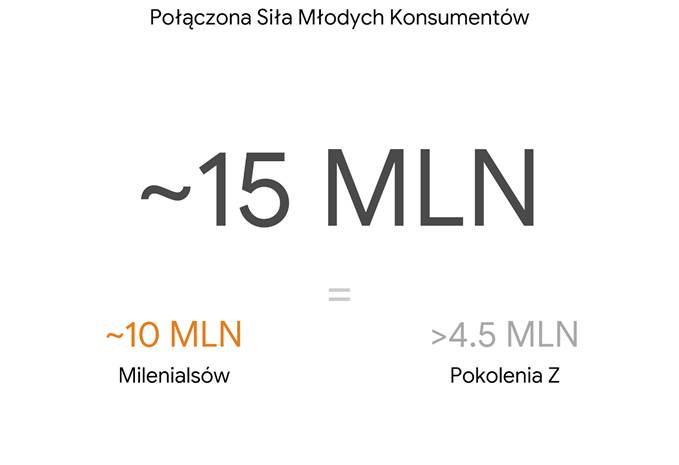 Połączona Siła Młodych Konsumentów
~15 MLN
=
~10 MLN
Milenialsów
>4.5 MLN
Pokolenia Z